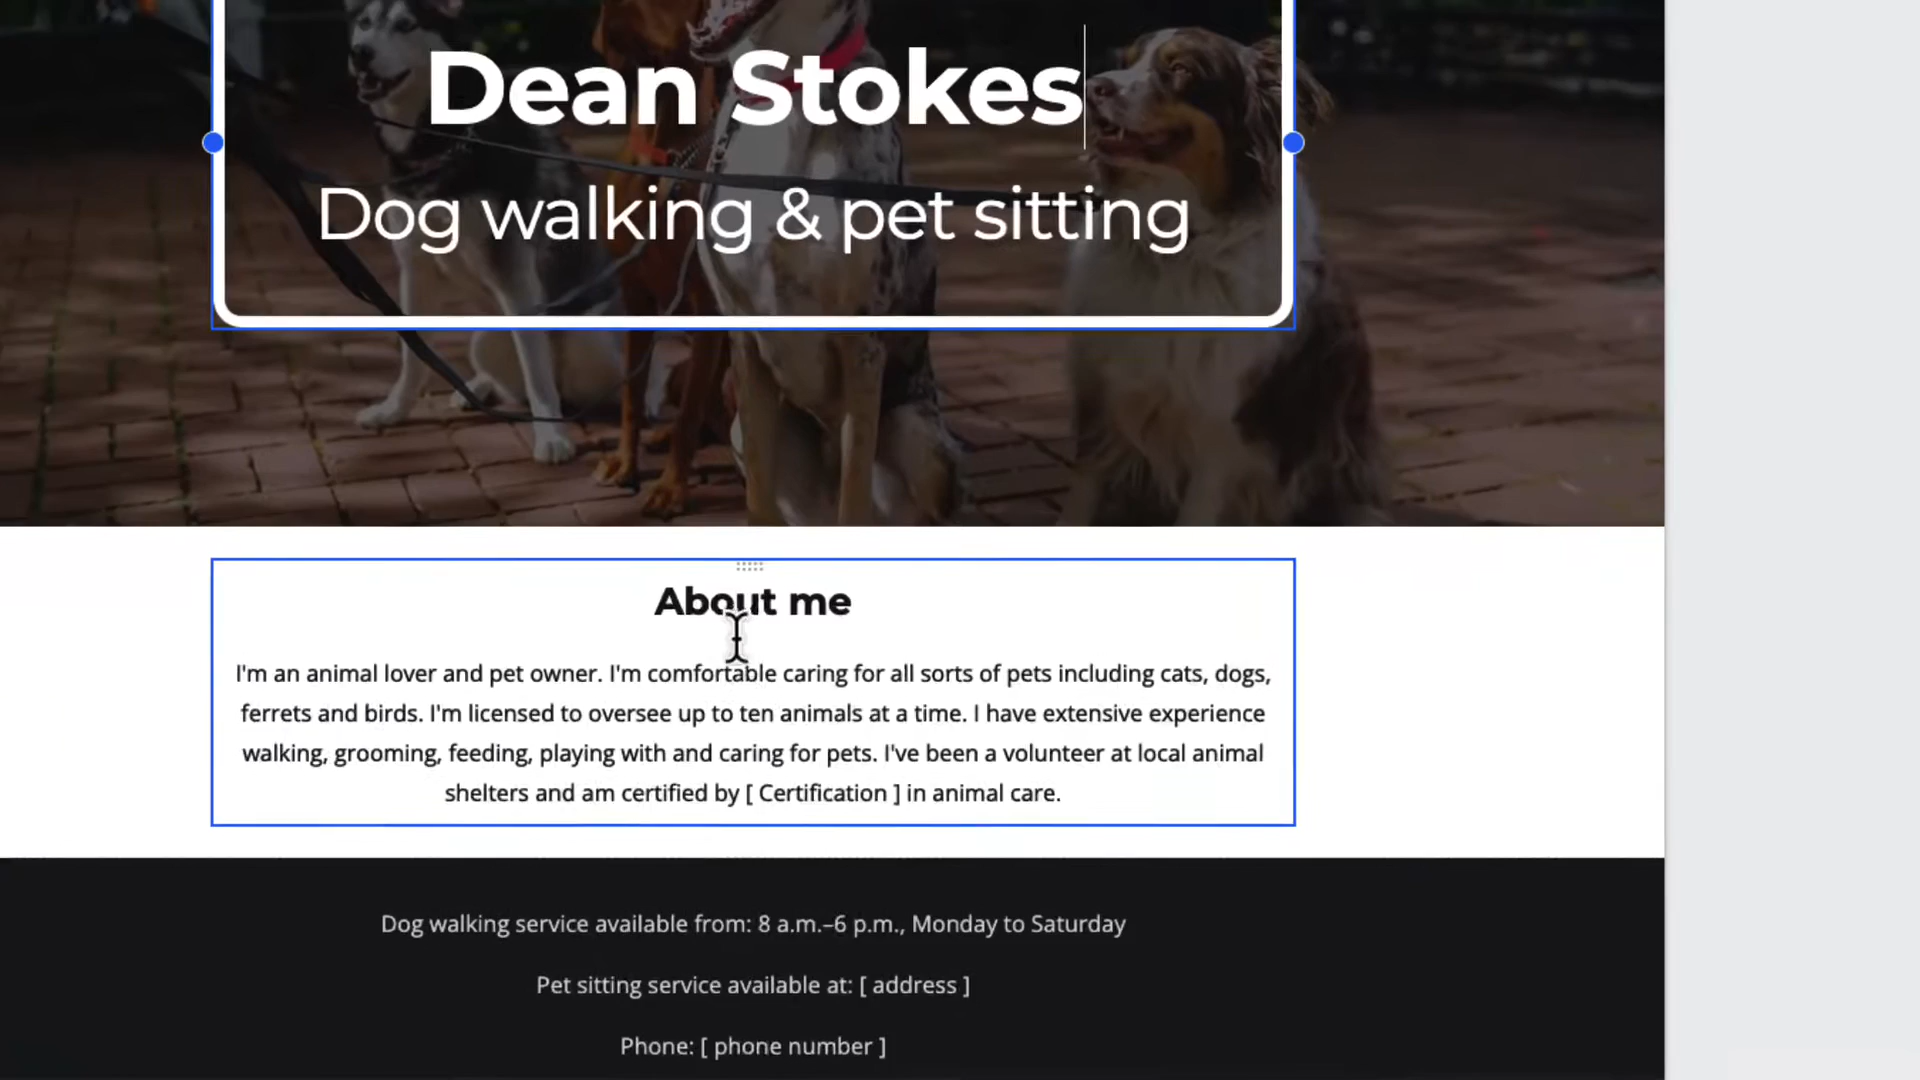 Dean Stokes
Dog walking & pet sitting
About me
I'm an animal lover and pet owner. I'm comfortable caring for all sorts of pets including cats, dogs,
ferrets and birds. I'm licensed to oversee up to ten animals at a time. I have extensive experience
walking, grooming, feeding, playing with and caring for pets. I've been a volunteer at local animal
shelters and am certified by [ Certification ] in animal care.
Dog walking service available from: 8 a.m.–6 p.m., Monday to Saturday
Pet sitting service available at: [ address ]
Phone: [ phone number ]